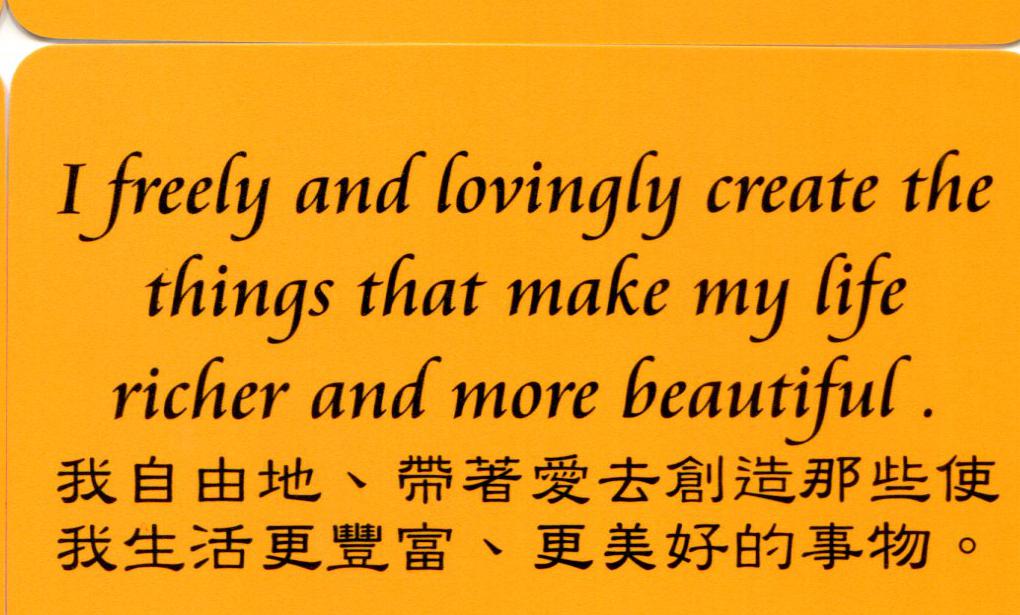 I freely and lovingly create the
things that make my life
richer and more beautiful .
我自由地、帶著愛去創造那些使
我生活更豐富、更美好的事物。